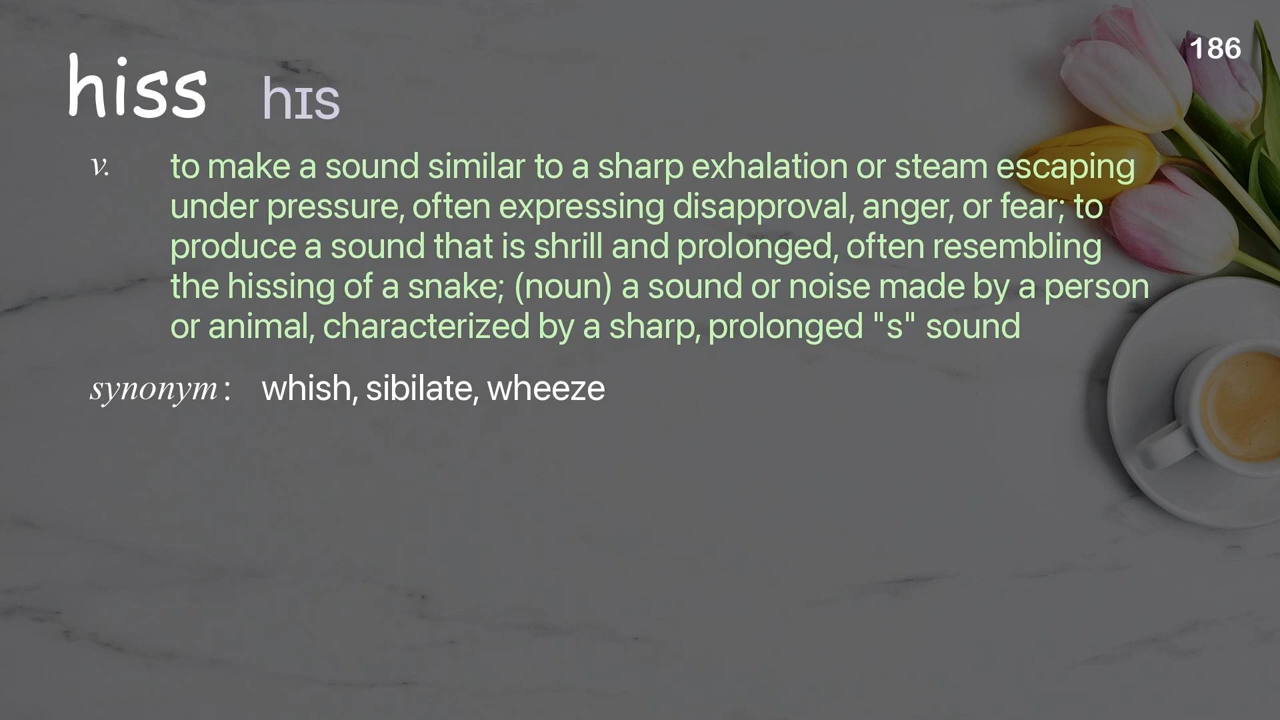 186
hiss hɪs
v. to make a sound similar to a sharp exhalation or steam escaping
under pressure, often expressing disapproval, anger, or fear; to
produce a sound that is shrill and prolonged, often resembling
the hissing of a snake; (noun) a sound or noise made by a person
or animal, characterized by a sharp, prolonged "s" sound
synonym: whish, sibilate, wheeze